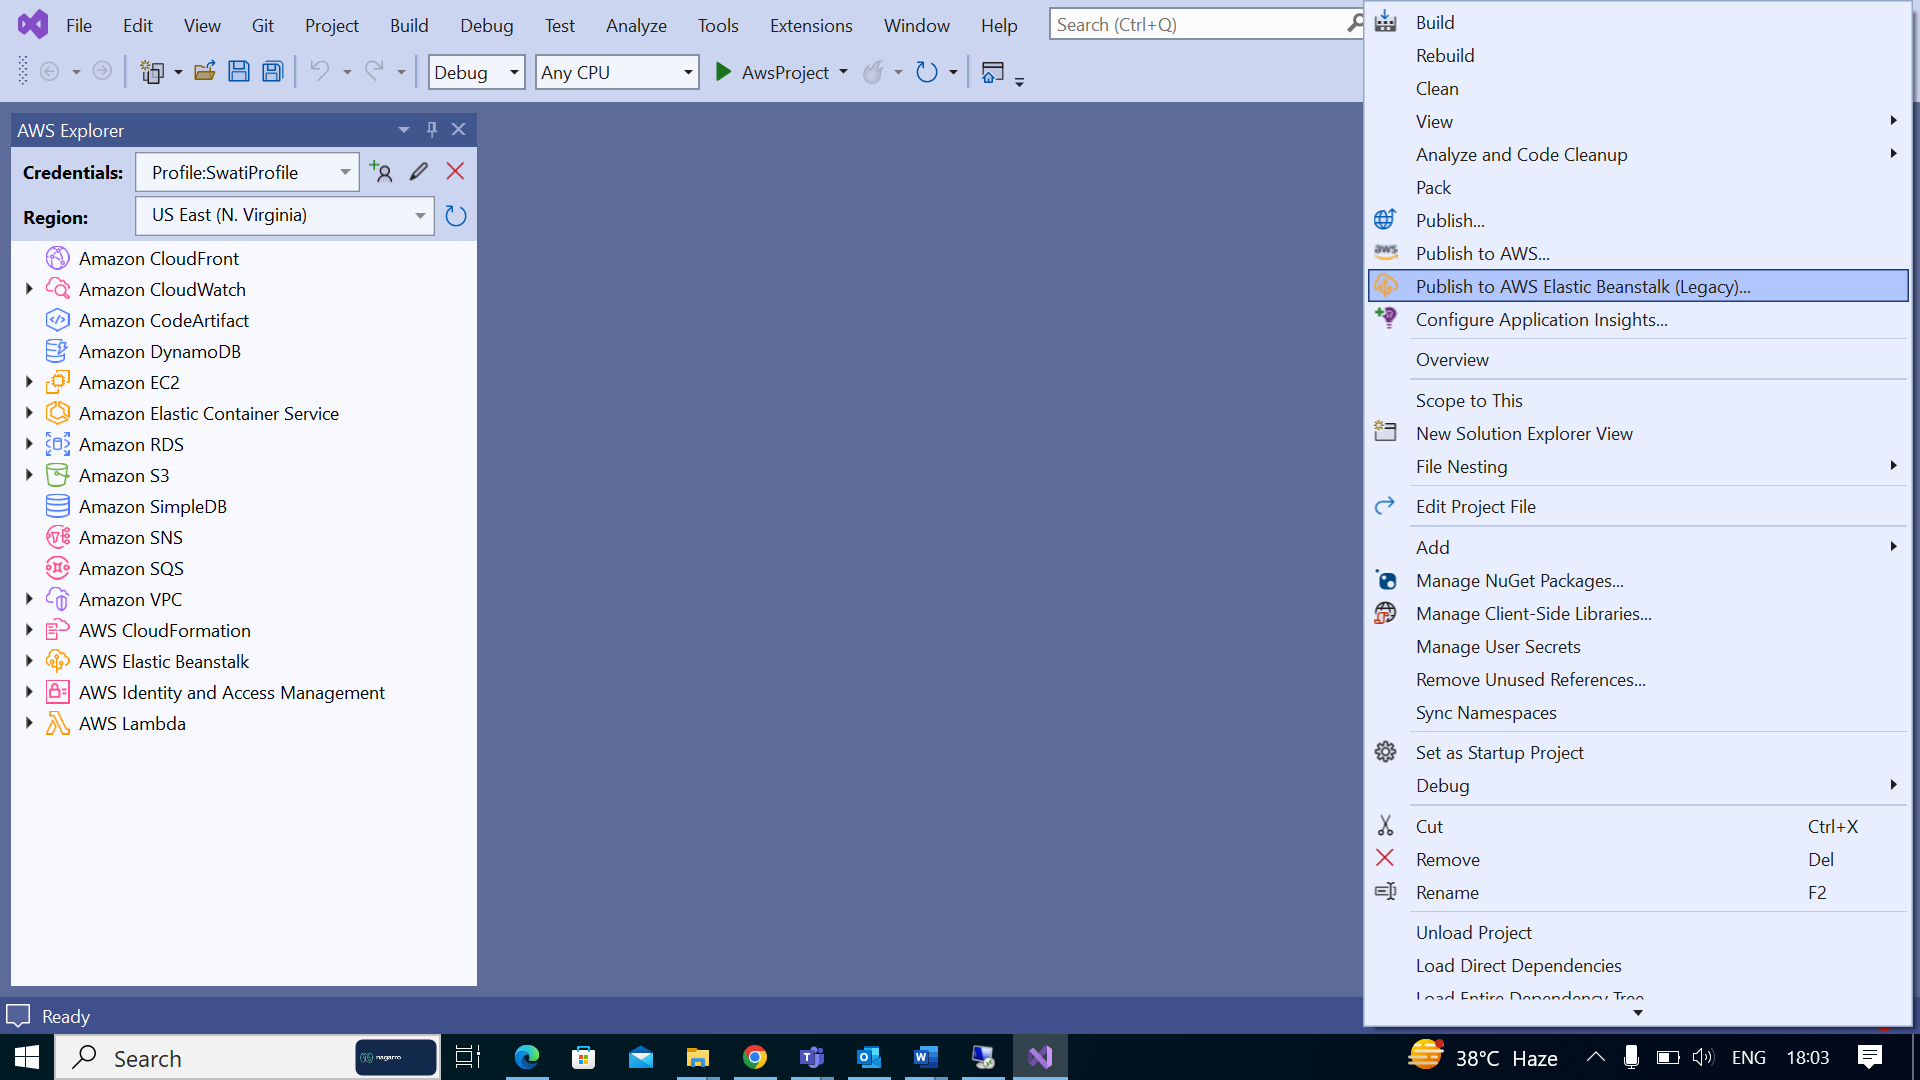 File Edit View Git Project Build Debug Test Analyze Tools Extensions Window Help Search (Ctrl+Q)
Debug Any CPU AwsProject
AWS Explorer
Credentials: Profile:SwatiProfile
Region: US East (N. Virginia)
Amazon CloudFront
Amazon CloudWatch
Amazon CodeArtifact
Amazon DynamoDB
Amazon EC2
Amazon Elastic Container Service
Amazon RDS
Amazon S3
Amazon SimpleDB
Amazon SNS
Amazon SQS
Amazon VPC
AWS CloudFormation
AWS Elastic Beanstalk
AWS Identity and Access Management
AWS Lambda
Build
Rebuild
Clean
View
Analyze and Code Cleanup
Pack
Publish...
aws Publish to AWS...
Publish to AWS Elastic Beanstalk (Legacy)...
Configure Application Insights...
Overview
Scope to This
New Solution Explorer View
File Nesting
Edit Project File
Add
Manage NuGet Packages...
Manage Client-Side Libraries...
Manage User Secrets
Remove Unused References...
Sync Namespaces
Set as Startup Project
Debug
Cut Ctrl+X
Remove Del
Rename F2
Unload Project
Load Direct Dependencies
Load Entire Dependency Tree
Ready
Search nagarro 38°C Haze ENG 18:03